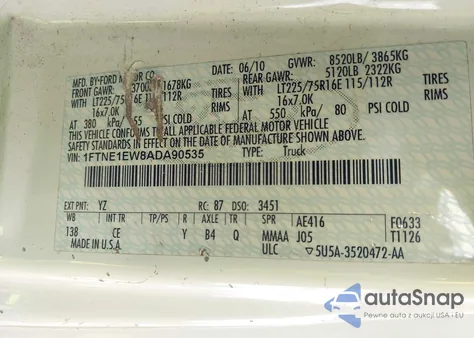 MFD. BY-FORD MOTOR CO. DATE: 06/10 GVWR: 8520LB/ 3865KG
FRONT GAWR: 3700LB 1678KG REAR GAWR: 5120LB 2322KG
WITH LT225/75R16E 115/112R TIRES WITH LT225/75R16E 115/112R TIRES
16x7.0K RIMS 16x7.0K RIMS
AT 380 kPa/ 55 PSI COLD AT 550 kPa/ 80 PSI COLD
THIS VEHICLE CONFORMS TO ALL APPLICABLE FEDERAL MOTOR VEHICLE
SAFETY STANDARDS IN EFFECT ON THE DATE OF MANUFACTURE SHOWN ABOVE.
VIN: 1FTNE1EW8ADA90535 TYPE: Truck
EXT PNT: YZ RC: 87 DSO: 3451
WB INT TR TP/PS R AXLE TR SPR AE416 F0633
138 CE Y B4 Q MMAA J05 T1126
MADE IN U.S.A. ULC 5U5A-3520472-AA
autoSnap
Pewne auta z aukcji USA i EU